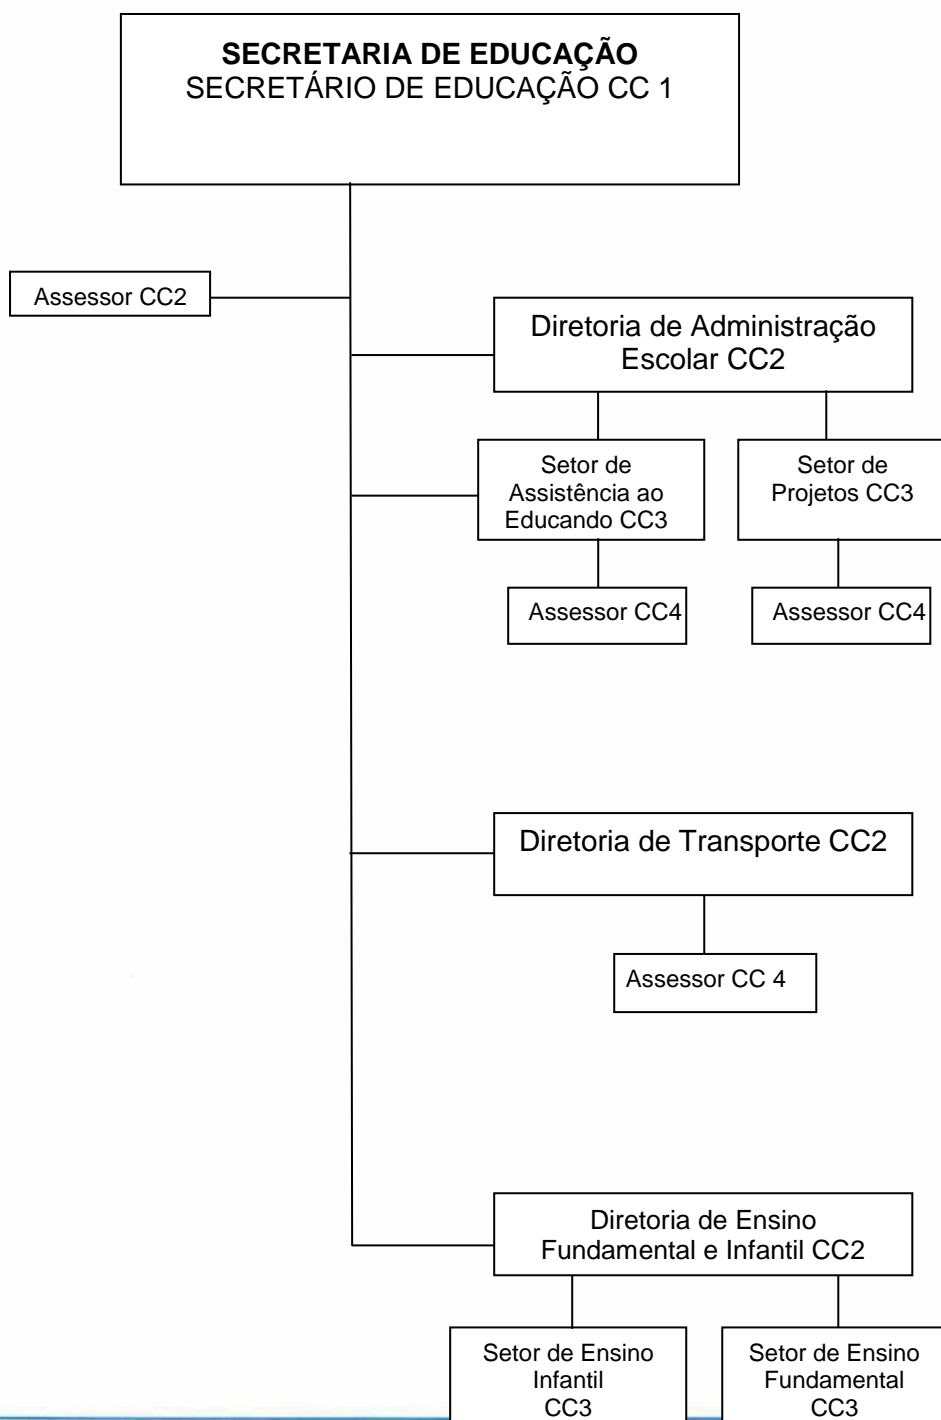 SECRETARIA DE EDUCAÇÃO
SECRETÁRIO DE EDUCAÇÃO CC 1
Assessor CC2
Diretoria de Administração
Escolar CC2
Setor de
Assistência ao
Educando CC3
Setor de
Projetos CC3
Assessor CC4
Assessor CC4
Diretoria de Transporte CC2
Assessor CC 4
Diretoria de Ensino
Fundamental e Infantil CC2
Setor de Ensino
Infantil
CC3
Setor de Ensino
Fundamental
CC3